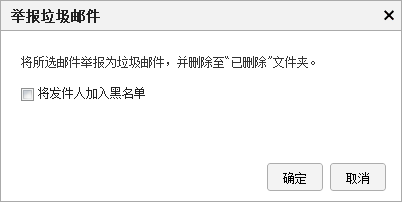 举报垃圾邮件
将所选邮件举报为垃圾邮件，并删除至“已删除”文件夹。
将发件人加入黑名单
确定
取消